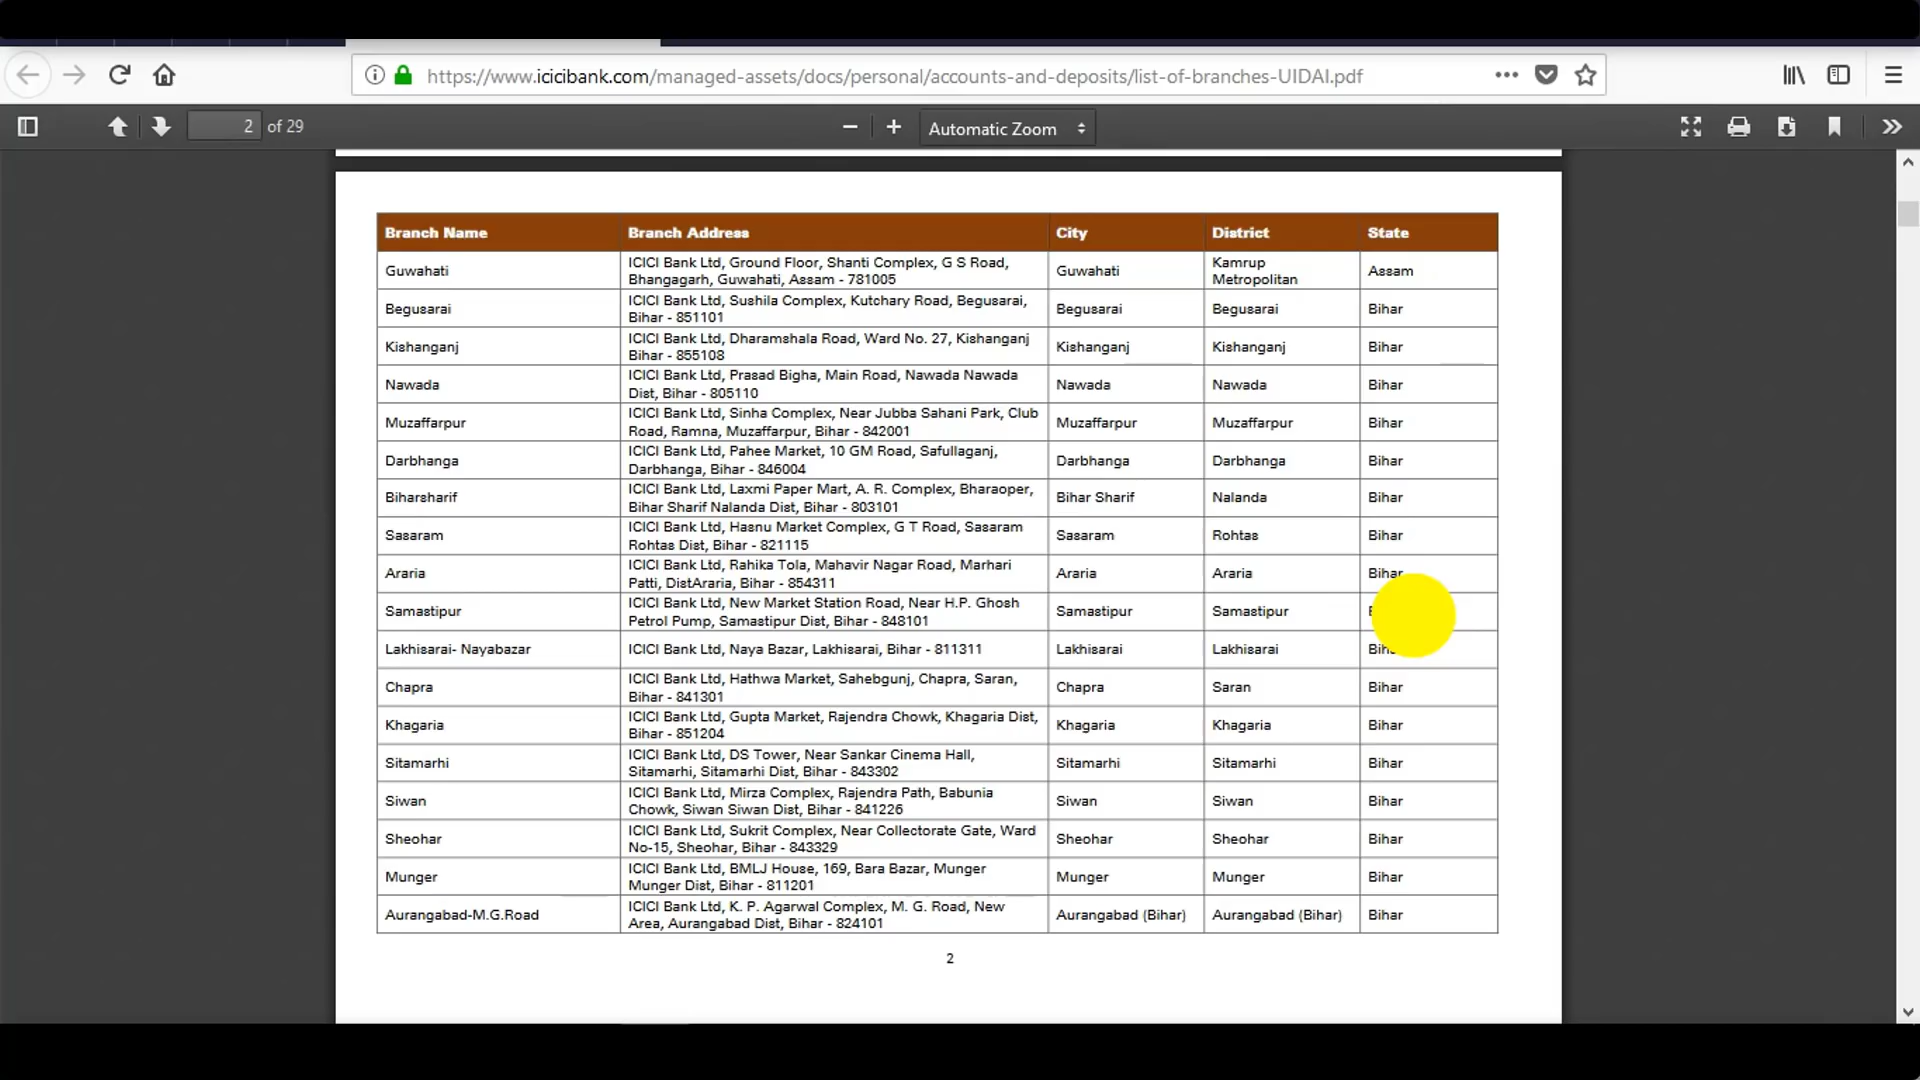 https://www.icicibank.com/managed-assets/docs/personal/accounts-and-deposits/list-of-branches-UIDAI.pdf
2 of 29
Automatic Zoom
Branch Name Branch Address City District State
Guwahati ICICI Bank Ltd, Ground Floor, Shanti Complex, G S Road, Guwahati Kamrup Assam
Bhangagarh, Guwahati, Assam - 781005 Metropolitan
Begusarai ICICI Bank Ltd, Sushila Complex, Kutchary Road, Begusarai, Begusarai Begusarai Bihar
Bihar - 851101
Kishanganj ICICI Bank Ltd, Dharamshala Road, Ward No. 27, Kishanganj Kishanganj Kishanganj Bihar
Bihar - 855108
Nawada ICICI Bank Ltd, Prasad Bigha, Main Road, Nawada Nawada Nawada Nawada Bihar
Dist, Bihar - 805110
Muzaffarpur ICICI Bank Ltd, Sinha Complex, Near Jubba Sahani Park, Club Muzaffarpur Muzaffarpur Bihar
Road, Ramna, Muzaffarpur, Bihar - 842001
Darbhanga ICICI Bank Ltd, Pahee Market, 10 GM Road, Safullaganj, Darbhanga Darbhanga Bihar
Darbhanga, Bihar - 846004
Biharsharif ICICI Bank Ltd, Laxmi Paper Mart, A. R. Complex, Bharaoper, Bihar Sharif Nalanda Bihar
Bihar Sharif Nalanda Dist, Bihar - 803101
Sasaram ICICI Bank Ltd, Hasnu Market Complex, G T Road, Sasaram Sasaram Rohtas Bihar
Rohtas Dist, Bihar - 821115
Araria ICICI Bank Ltd, Rahika Tola, Mahavir Nagar Road, Marhari Araria Araria Bihar
Patti, DistAraria, Bihar - 854311
Samastipur ICICI Bank Ltd, New Market Station Road, Near H.P. Ghosh Samastipur Samastipur
Petrol Pump, Samastipur Dist, Bihar - 848101
Lakhisarai- Nayabazar ICICI Bank Ltd, Naya Bazar, Lakhisarai, Bihar - 811311 Lakhisarai Lakhisarai
Chapra ICICI Bank Ltd, Hathwa Market, Sahebgunj, Chapra, Saran, Chapra Saran Bihar
Bihar - 841301
Khagaria ICICI Bank Ltd, Gupta Market, Rajendra Chowk, Khagaria Dist, Khagaria Khagaria Bihar
Bihar - 851204
Sitamarhi ICICI Bank Ltd, DS Tower, Near Sankar Cinema Hall, Sitamarhi Sitamarhi Bihar
Sitamarhi, Sitamarhi Dist, Bihar - 843302
Siwan ICICI Bank Ltd, Mirza Complex, Rajendra Path, Babunia Siwan Siwan Bihar
Chowk, Siwan Siwan Dist, Bihar - 841226
Sheohar ICICI Bank Ltd, Sukrit Complex, Near Collectorate Gate, Ward Sheohar Sheohar Bihar
No-15, Sheohar, Bihar - 843329
Munger ICICI Bank Ltd, BMLJ House, 169, Bara Bazar, Munger Munger Munger Bihar
Munger Dist, Bihar - 811201
Aurangabad-M.G.Road ICICI Bank Ltd, K. P. Agarwal Complex, M. G. Road, New Aurangabad (Bihar) Aurangabad (Bihar) Bihar
Area, Aurangabad Dist, Bihar - 824101
2